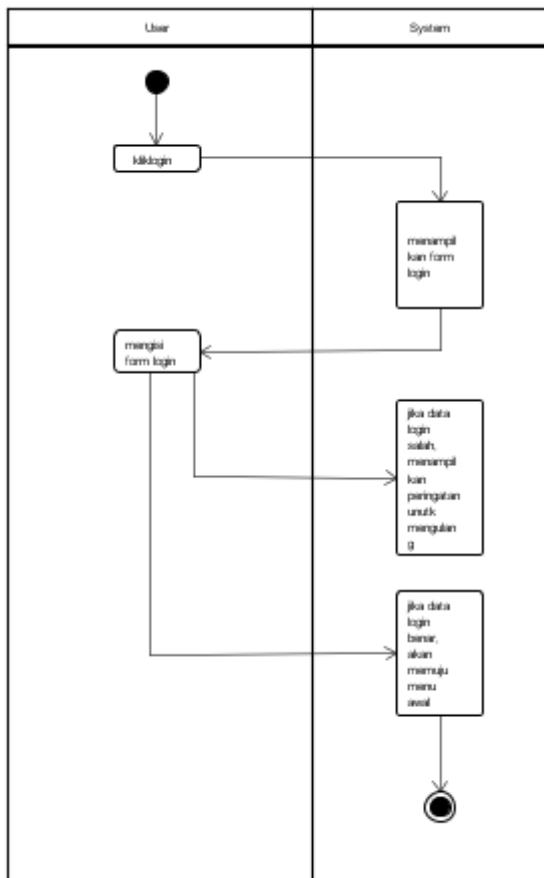 User
System
kliklogin
menampil
kan form
login
mengisi
form login
jika data
login
salah,
menampil
kan
peringatan
unutk
mengulan
g
jika data
login
benar,
akan
memuju
menu
awal